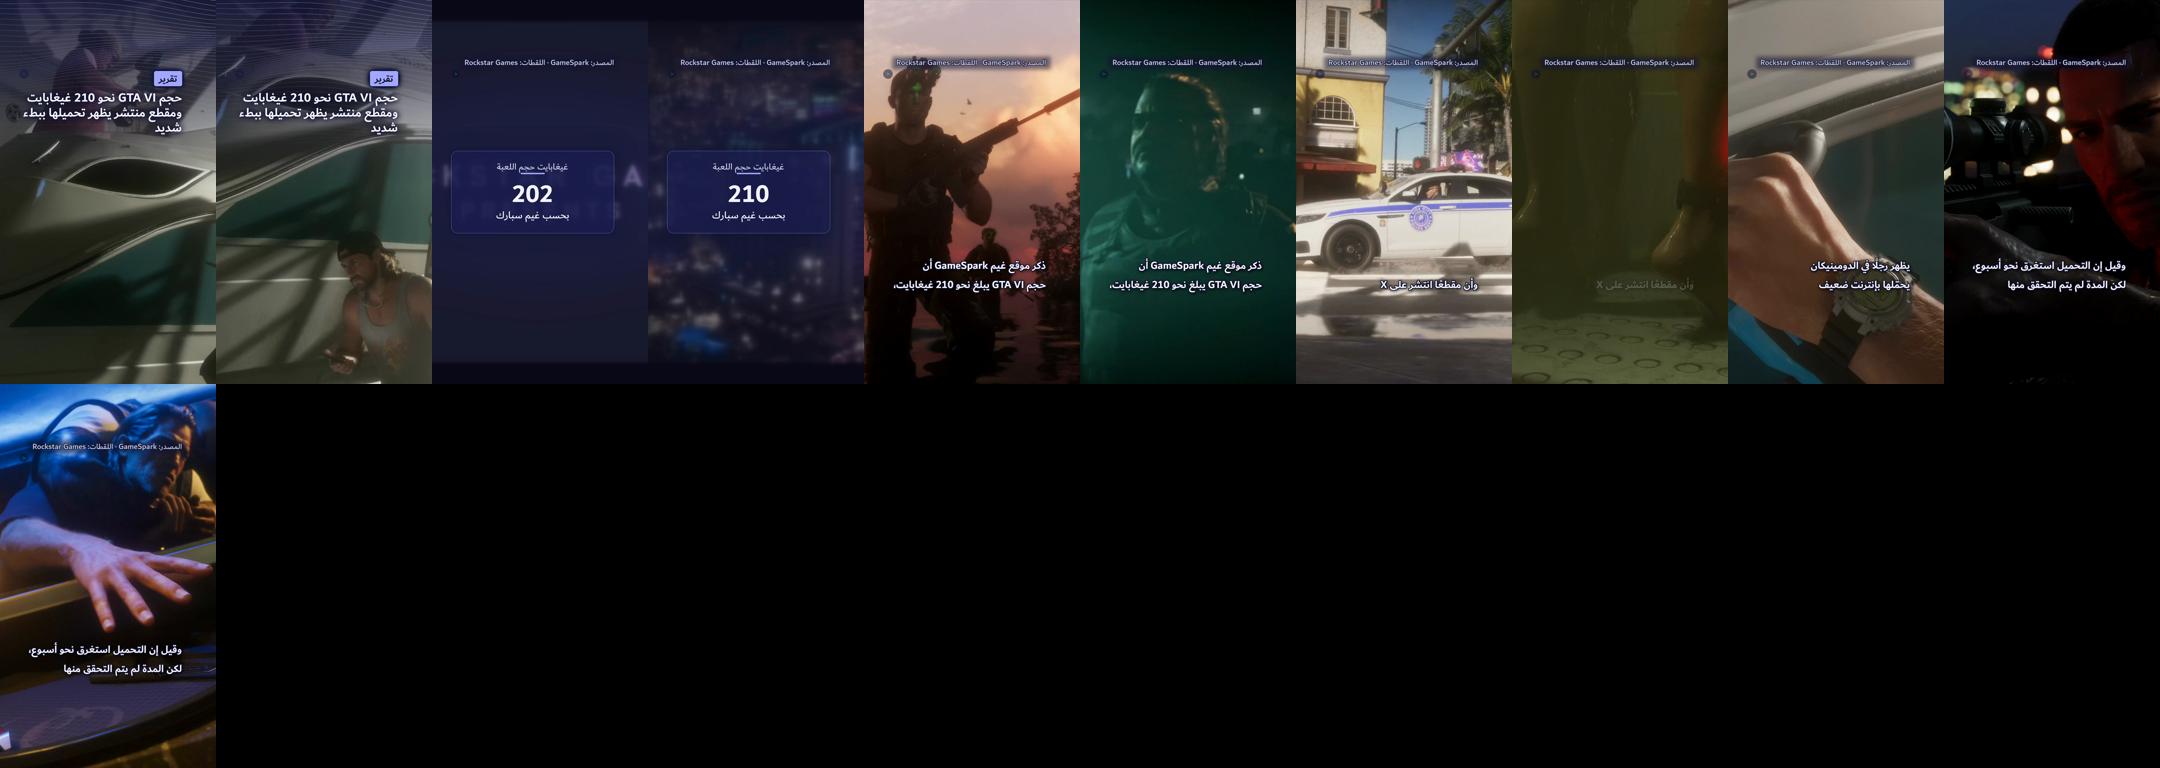 تقرير
حجم GTA VI نحو 210 غيغابايت
ومقطع منتشر يظهر تحميلها ببطء
شديد
تقرير
حجم GTA VI نحو 210 غيغابايت
ومقطع منتشر يظهر تحميلها ببطء
شديد
المصدر: GameSpark · اللقطات: Rockstar Games
غيغابايت حجم اللعبة
202
بحسب غيم سبارك
المصدر: GameSpark · اللقطات: Rockstar Games
غيغابايت حجم اللعبة
210
بحسب غيم سبارك
المصدر: GameSpark · اللقطات: Rockstar Games
ذكر موقع غيم GameSpark أن
حجم GTA VI يبلغ نحو 210 غيغابايت،
المصدر: GameSpark · اللقطات: Rockstar Games
ذكر موقع غيم GameSpark أن
حجم GTA VI يبلغ نحو 210 غيغابايت،
المصدر: GameSpark · اللقطات: Rockstar Games
وأن مقطعًا انتشر على X
المصدر: GameSpark · اللقطات: Rockstar Games
وأن مقطعًا انتشر على X
المصدر: GameSpark · اللقطات: Rockstar Games
يظهر رجلًا في الدومينيكان
يحمّلها بإنترنت ضعيف
المصدر: GameSpark · اللقطات: Rockstar Games
وقيل إن التحميل استغرق نحو أسبوع،
لكن المدة لم يتم التحقق منها
المصدر: GameSpark · اللقطات: Rockstar Games
وقيل إن التحميل استغرق نحو أسبوع،
لكن المدة لم يتم التحقق منها